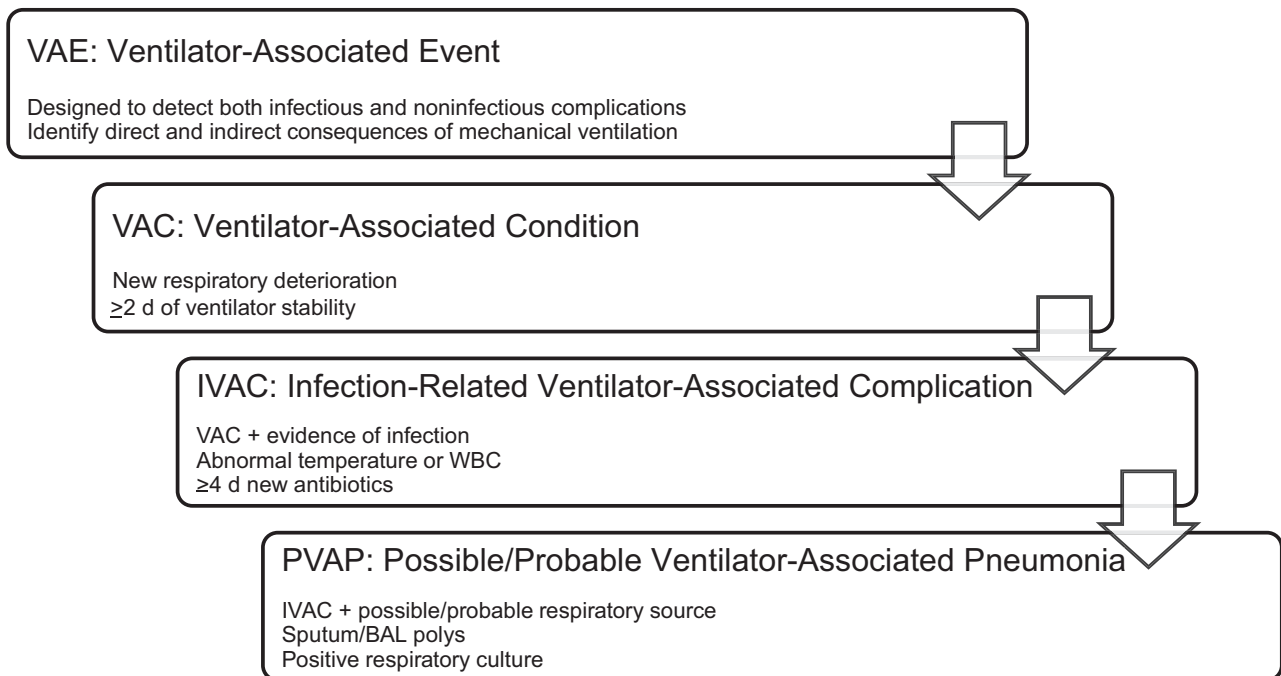 VAE: Ventilator-Associated Event
Designed to detect both infectious and noninfectious complications
Identify direct and indirect consequences of mechanical ventilation
VAC: Ventilator-Associated Condition
New respiratory deterioration
≥2 d of ventilator stability
IVAC: Infection-Related Ventilator-Associated Complication
VAC + evidence of infection
Abnormal temperature or WBC
≥4 d new antibiotics
PVAP: Possible/Probable Ventilator-Associated Pneumonia
IVAC + possible/probable respiratory source
Sputum/BAL polys
Positive respiratory culture